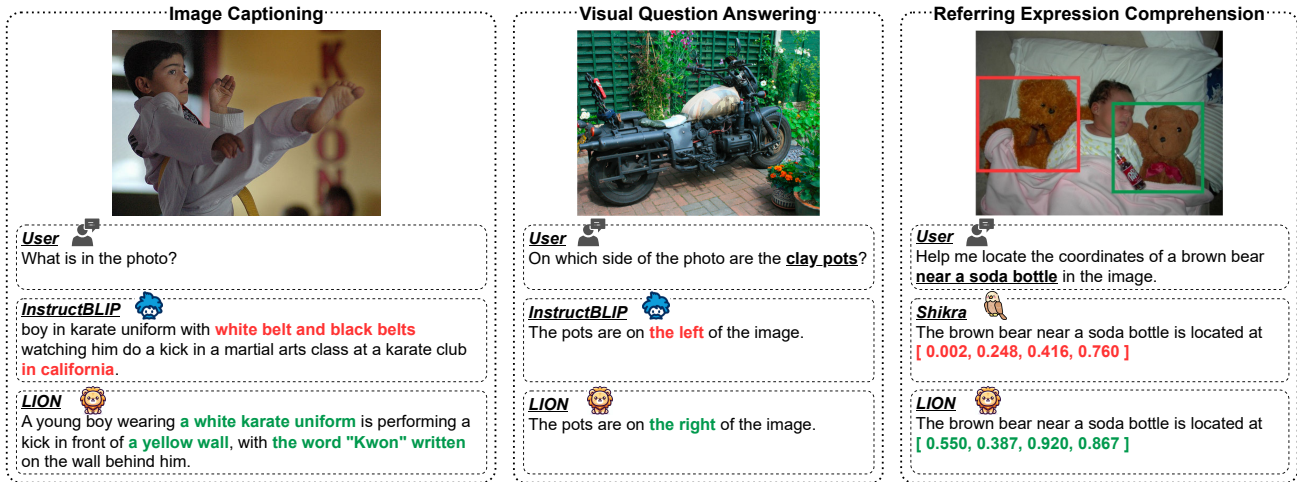 Image Captioning
KWON
User
What is in the photo?
InstructBLIP
boy in karate uniform with white belt and black belts
watching him do a kick in a martial arts class at a karate club
in california.
LION
A young boy wearing a white karate uniform is performing a
kick in front of a yellow wall, with the word "Kwon" written
on the wall behind him.
Visual Question Answering
User
On which side of the photo are the clay pots?
InstructBLIP
The pots are on the left of the image.
LION
The pots are on the right of the image.
Referring Expression Comprehension
User
Help me locate the coordinates of a brown bear
near a soda bottle in the image.
Shikra
The brown bear near a soda bottle is located at
[ 0.002, 0.248, 0.416, 0.760 ]
LION
The brown bear near a soda bottle is located at
[ 0.550, 0.387, 0.920, 0.867 ]